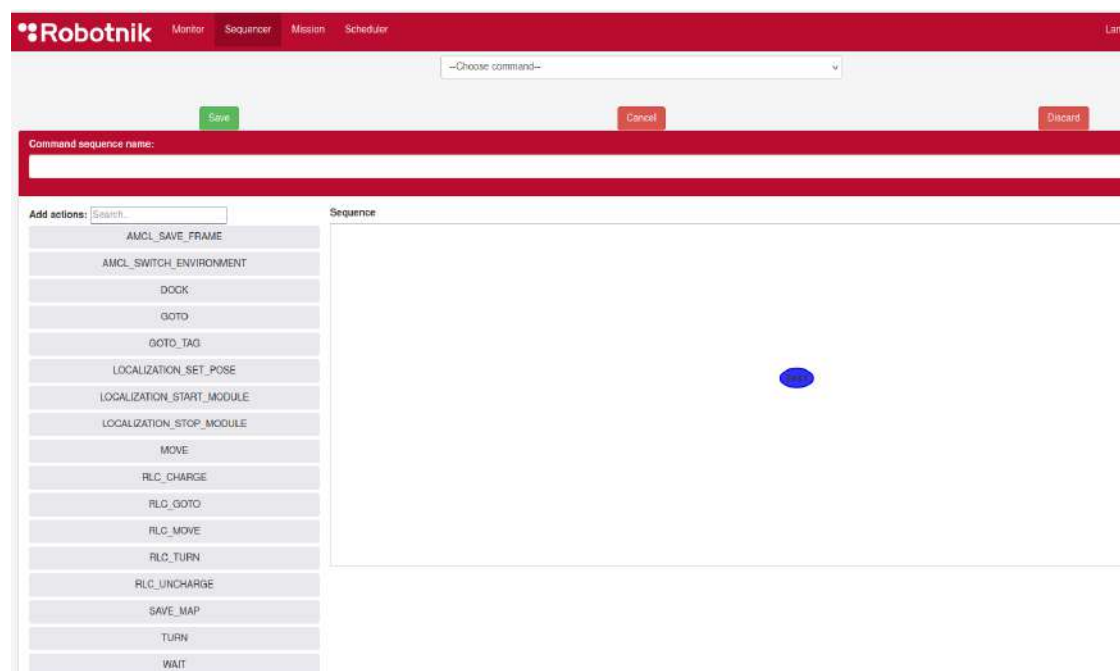 Robotnik Monitor Sequencer Mission Scheduler Lan
--Choose command--
Save Cancel Discard
Command sequence name:
Add actions: Search... Sequence
AMCL_SAVE_FRAME
AMCL_SWITCH_ENVIRONMENT
DOCK
GOTO
GOTO_TAG
LOCALIZATION_SET_POSE
LOCALIZATION_START_MODULE
LOCALIZATION_STOP_MODULE
MOVE
RLC_CHARGE
RLC_GOTO
RLC_MOVE
RLC_TURN
RLC_UNCHARGE
SAVE_MAP
TURN
WAIT